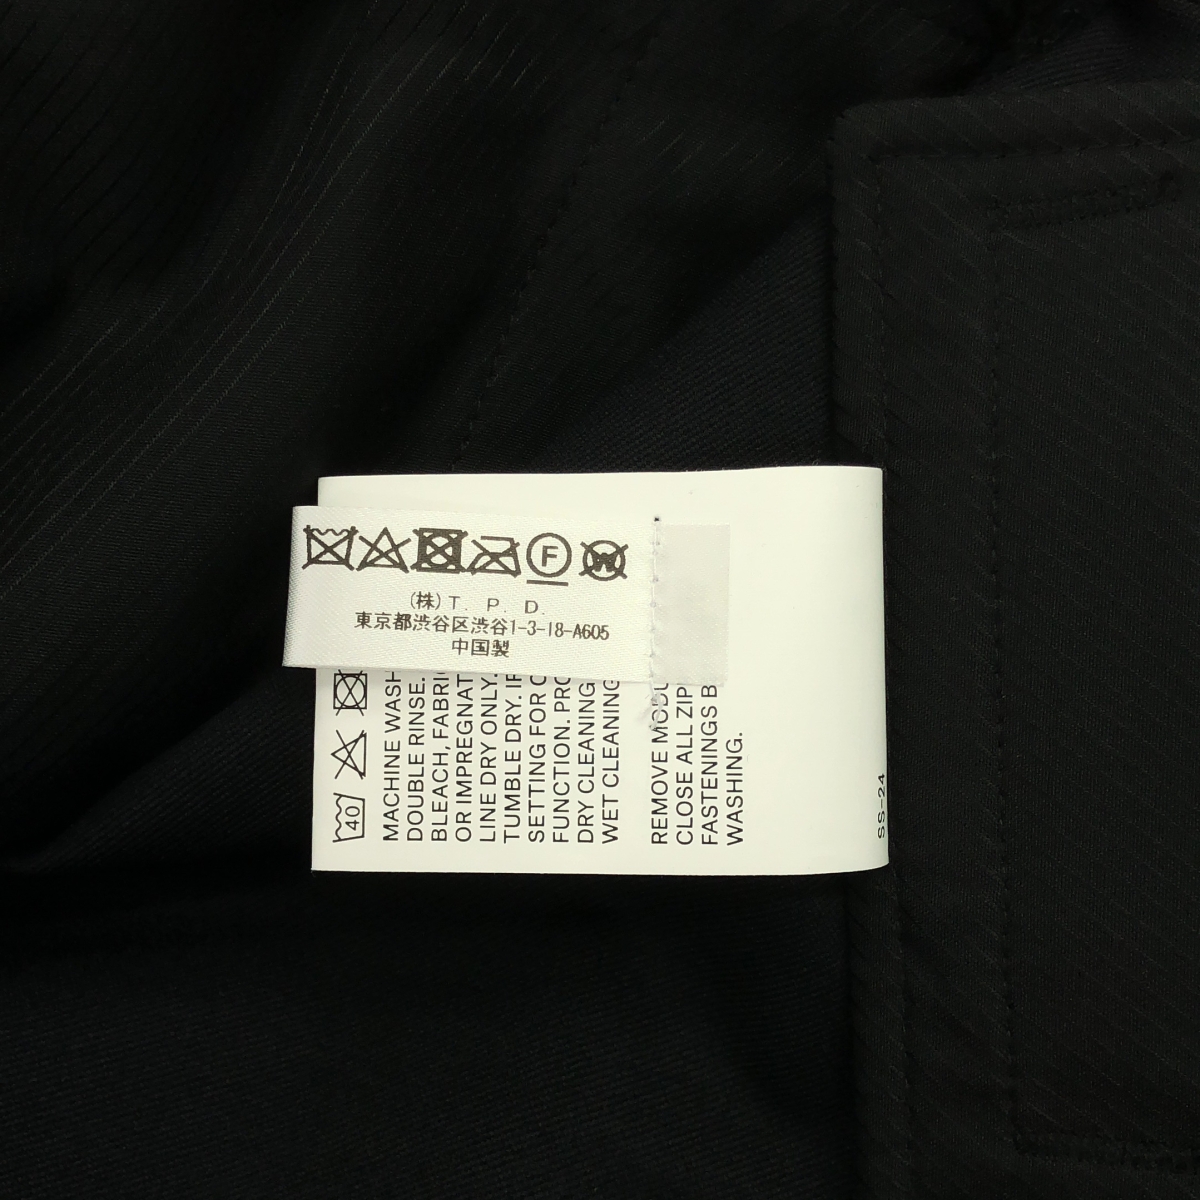 F
W
(株)T. P. D.
東京都渋谷区渋谷1-3-18-A605
中国製
40
MACHINE WASH
DOUBLE RINSE.
BLEACH, FABRIC
OR IMPREGNAT
LINE DRY ONLY.
TUMBLE DRY. IF
SETTING FOR
FUNCTION. PRO
DRY CLEANING
WET CLEANING
REMOVE MODU
CLOSE ALL ZIP
FASTENINGS B
WASHING.
SS-24